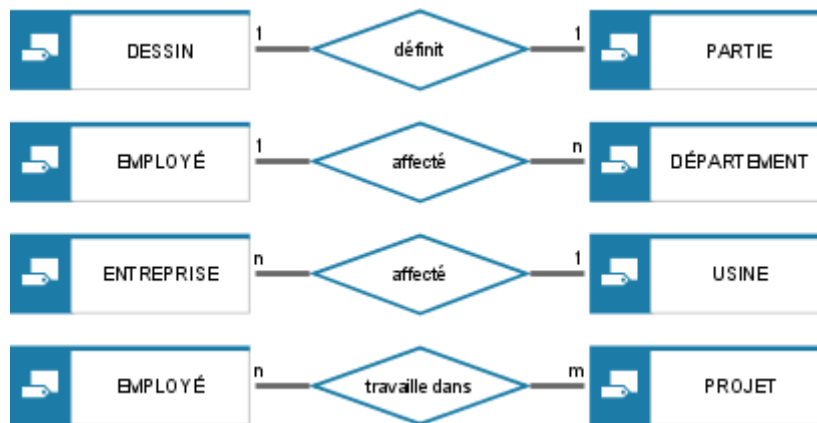 DESSIN 1 définit 1 PARTIE
EMPLOYÉ 1 affecté n DÉPARTEMENT
ENTREPRISE n affecté 1 USINE
EMPLOYÉ n travaille dans m PROJET